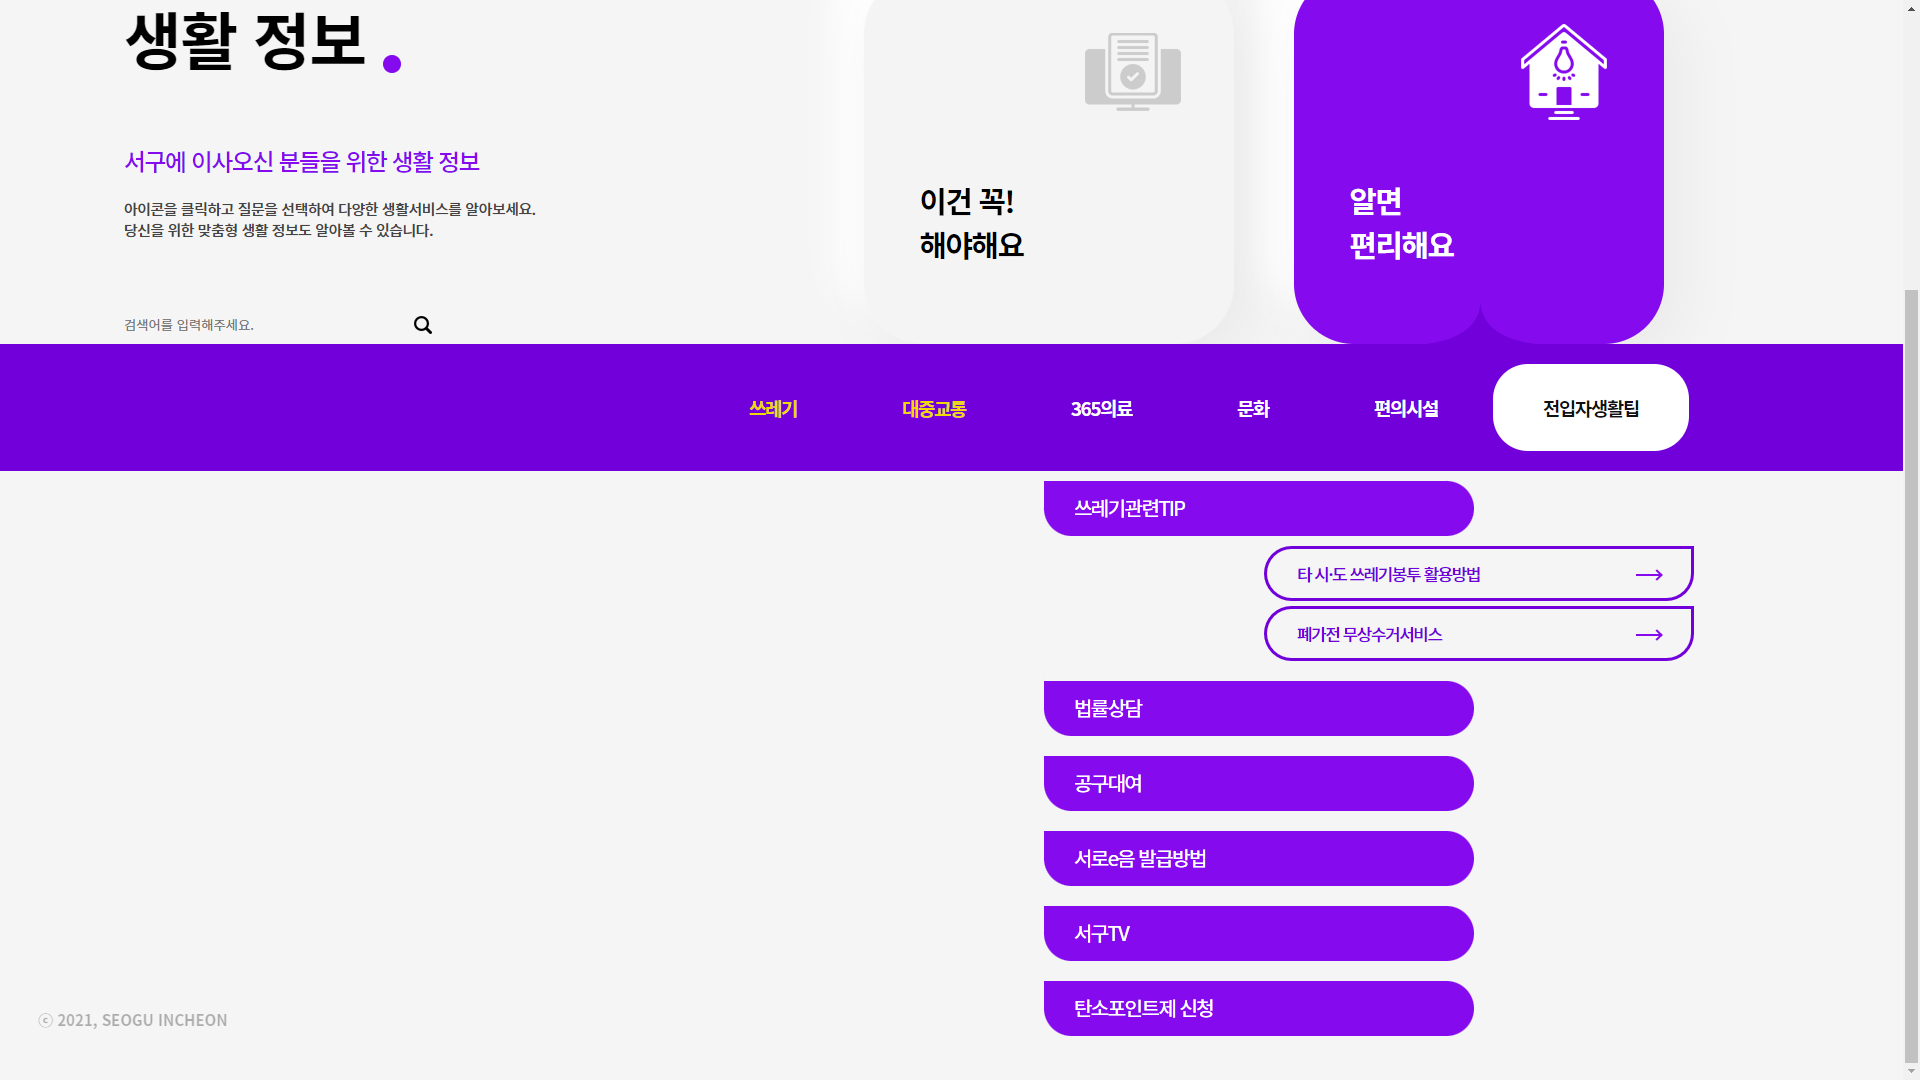 생활 정보
서구에 이사오신 분들을 위한 생활 정보
아이콘을 클릭하고 질문을 선택하여 다양한 생활서비스를 알아보세요.
당신을 위한 맞춤형 생활 정보도 알아볼 수 있습니다.
검색어를 입력해주세요.
이건 꼭!
해야해요
알면
편리해요
쓰레기
대중교통
365의료
문화
편의시설
전입자생활팁
쓰레기관련TIP
타 시·도 쓰레기봉투 활용방법
폐가전 무상수거서비스
법률상담
공구대여
서로e음 발급방법
서구TV
탄소포인트제 신청
ⓒ 2021, SEOGU INCHEON